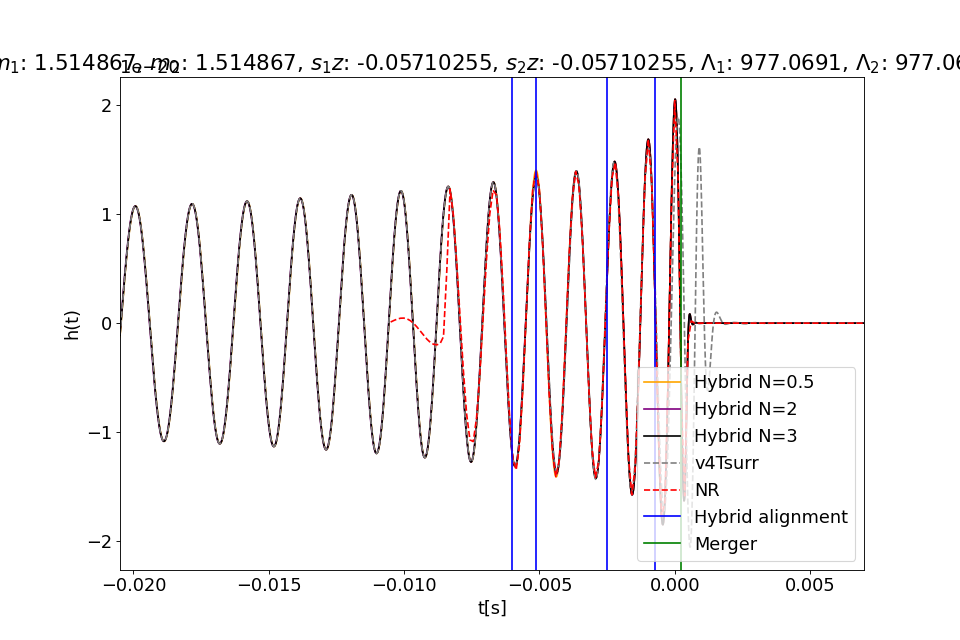 m₁: 1.514867, m₂: 1.514867, s₁z: -0.05710255, s₂z: -0.05710255, Λ₁: 977.0691, Λ₂: 977.06
2
1
0
−1
−2
h(t)
−0.020 −0.015 −0.010 −0.005 0.000 0.005
t[s]
Hybrid N=0.5
Hybrid N=2
Hybrid N=3
v4Tsurr
NR
Hybrid alignment
Merger